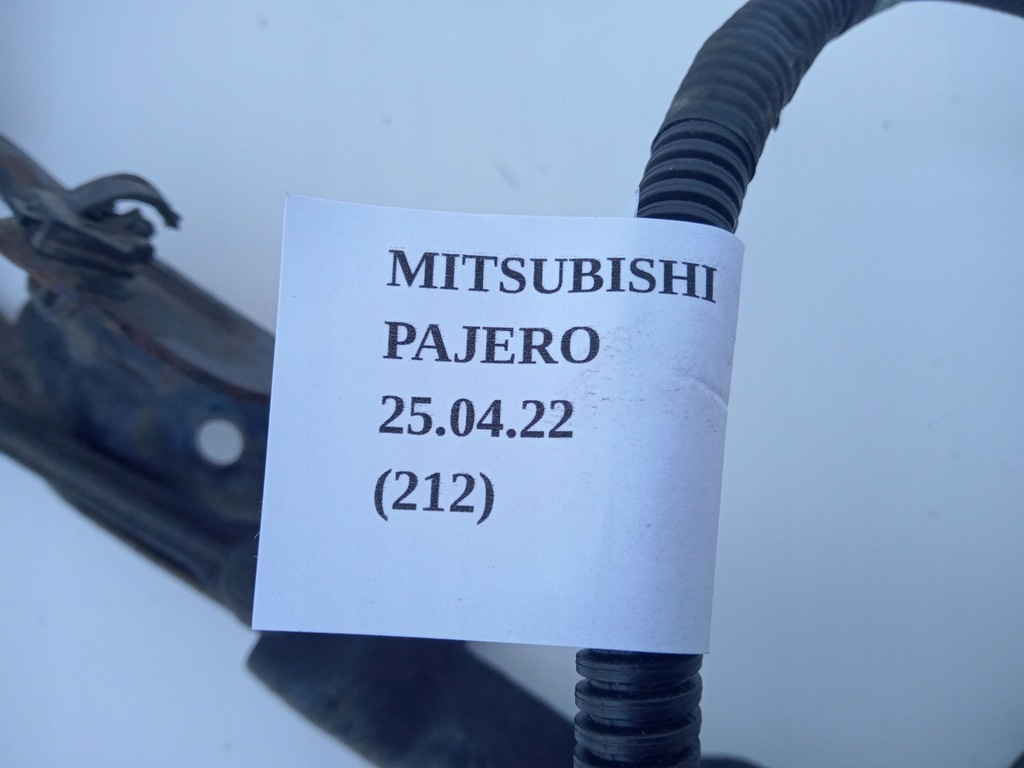 MITSUBISHI
PAJERO
25.04.22
(212)